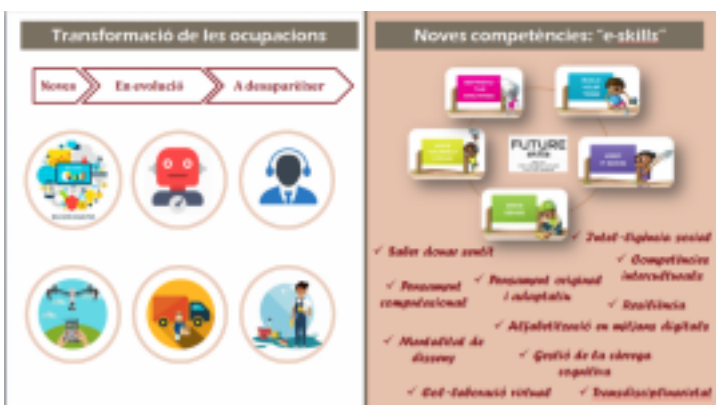 Transformació de les ocupacions
Noves
En evolució
A desaparèixer
Noves competències: "e-skills"
FUTURE
✓ Saber donar sentit
✓ Intel·ligència social
✓ Competències
interculturals
✓ Pensament
computacional
✓ Pensament original
i adaptatiu
✓ Resiliència
✓ Alfabetització en mitjans digitals
✓ Mentalitat de
disseny
✓ Gestió de la càrrega
cognitiva
✓ Col·laboració virtual
✓ Transdisciplinarietat